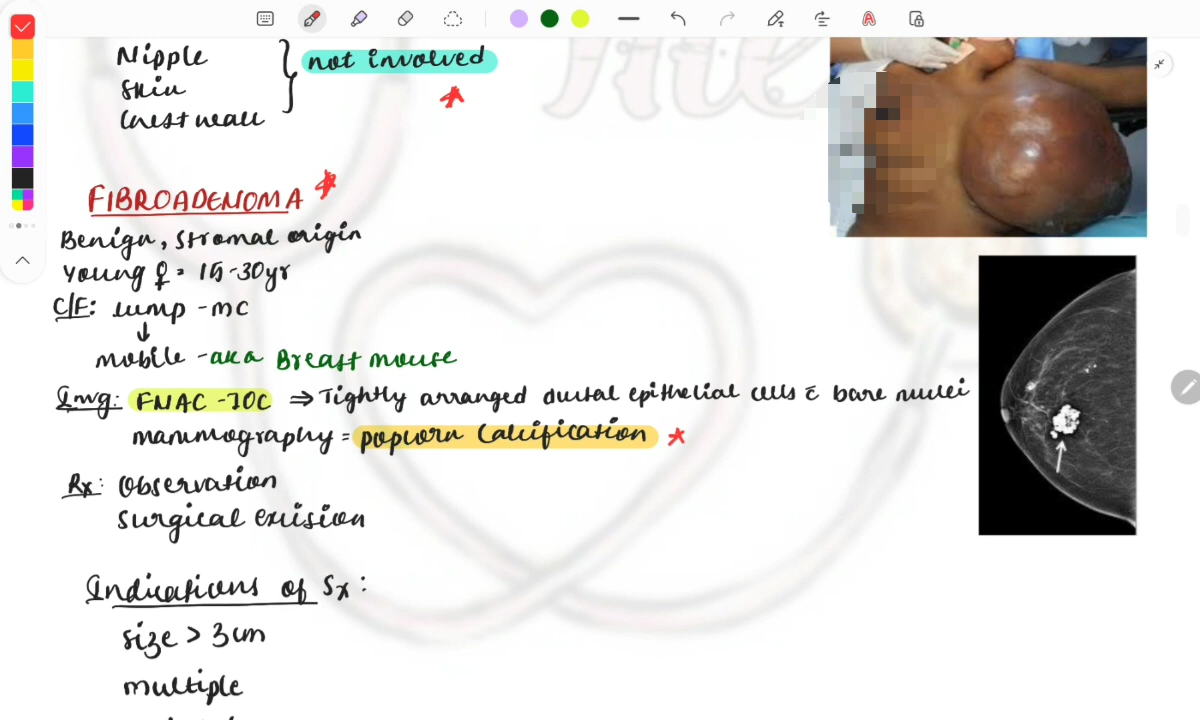 Nipple
Skin
Chest wall
not involved
FIBROADENOMA
Benign, stromal origin
Young ♀ = 15-30yr
C/F: Lump - MC
↓
mobile - aka Breast mouse
Invg: FNAC - IOC ⇒ Tightly arranged ductal epithelial cells c̄ bare nuclei
mammography = popcorn Calcification
Rx: Observation
Surgical excision
Indications of Sx:
size > 3cm
multiple